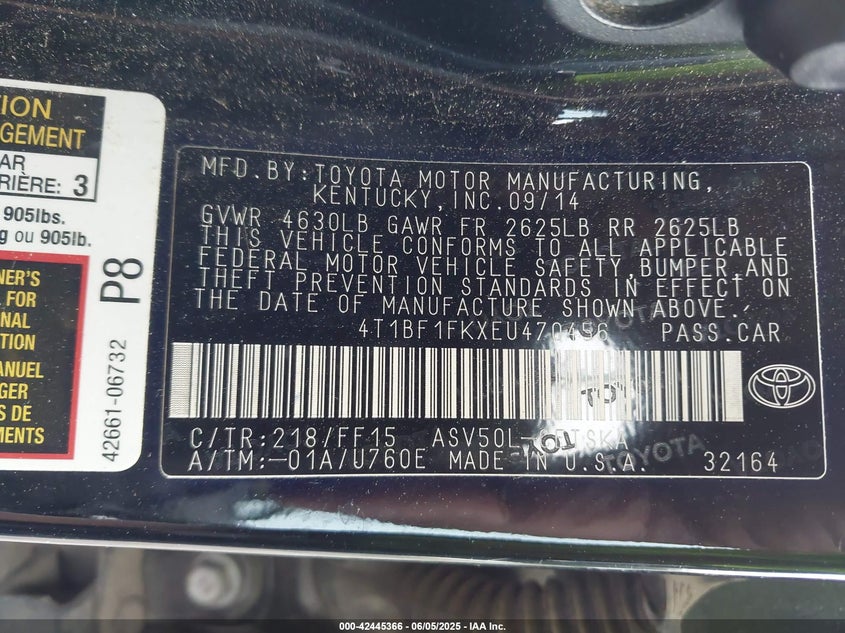 TION
GEMENT
AR
RIÈRE: 3
905lbs.
g ou 905lb.
NER'S
FOR
NAL
TION
MANUEL
GER
S DE
MENTS
P8
42661-06732
MFD.BY:TOYOTA MOTOR MANUFACTURING,
KENTUCKY,INC.09/14
GVWR 4630LB GAWR FR 2625LB RR 2625LB
THIS VEHICLE CONFORMS TO ALL APPLICABLE
FEDERAL MOTOR VEHICLE SAFETY,BUMPER,AND
THEFT PREVENTION STANDARDS IN EFFECT ON
THE DATE OF MANUFACTURE SHOWN ABOVE.
4T1BF1FKXEU470456 PASS.CAR
C/TR:218/FF15 ASV50L-
A/TM:-01A/U760E MADE IN U.S.A. 32164
TOYOTA
TOYOTA
000-42445366 - 06/05/2025 - IAA Inc.